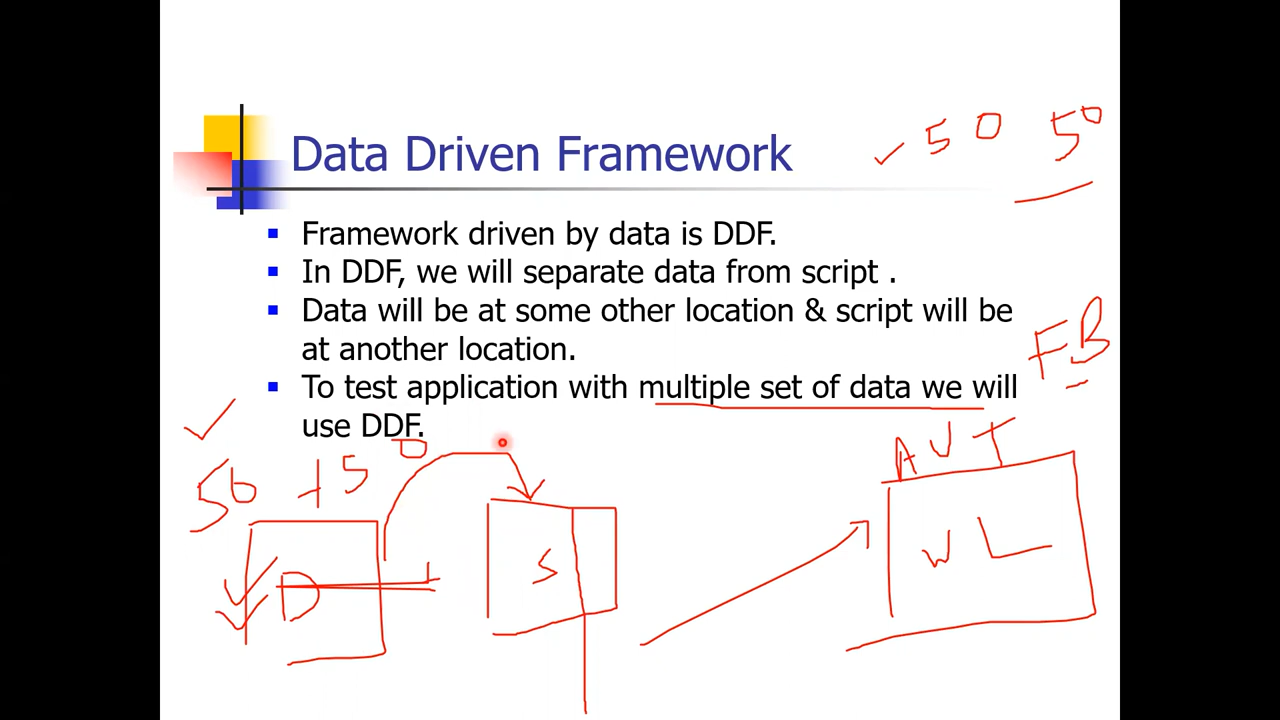 Data Driven Framework
50 50
Framework driven by data is DDF.
In DDF, we will separate data from script .
Data will be at some other location & script will be
at another location.
FB
To test application with multiple set of data we will
use DDF.
AUT
50 +50
D
S
WL